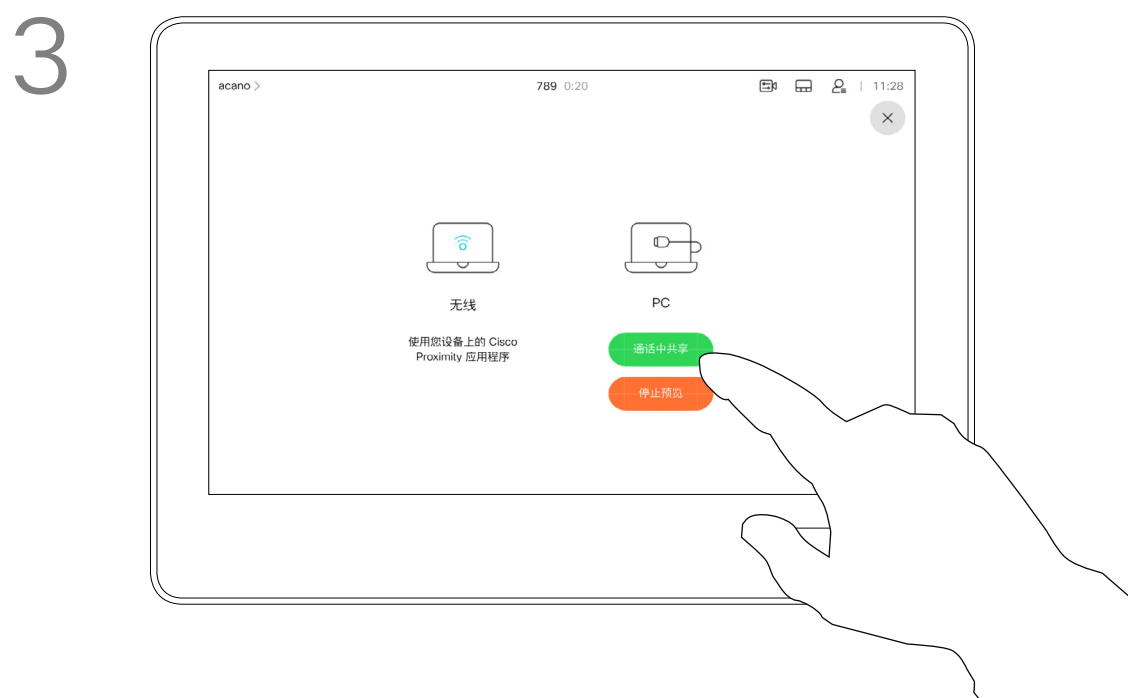 3
acano >
789 0:20
11:28
无线
PC
使用您设备上的 Cisco
Proximity 应用程序
通话中共享
停止预览